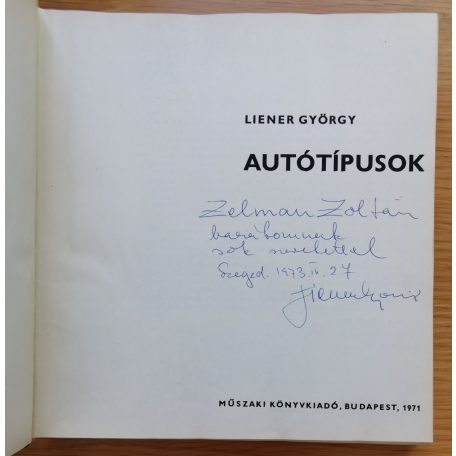 LIENER GYÖRGY
AUTÓTÍPUSOK
Zelman Zoltán
barátomnak
sok szeretettel
Szeged. 1973. IV. 27
MŰSZAKI KÖNYVKIADÓ, BUDAPEST, 1971